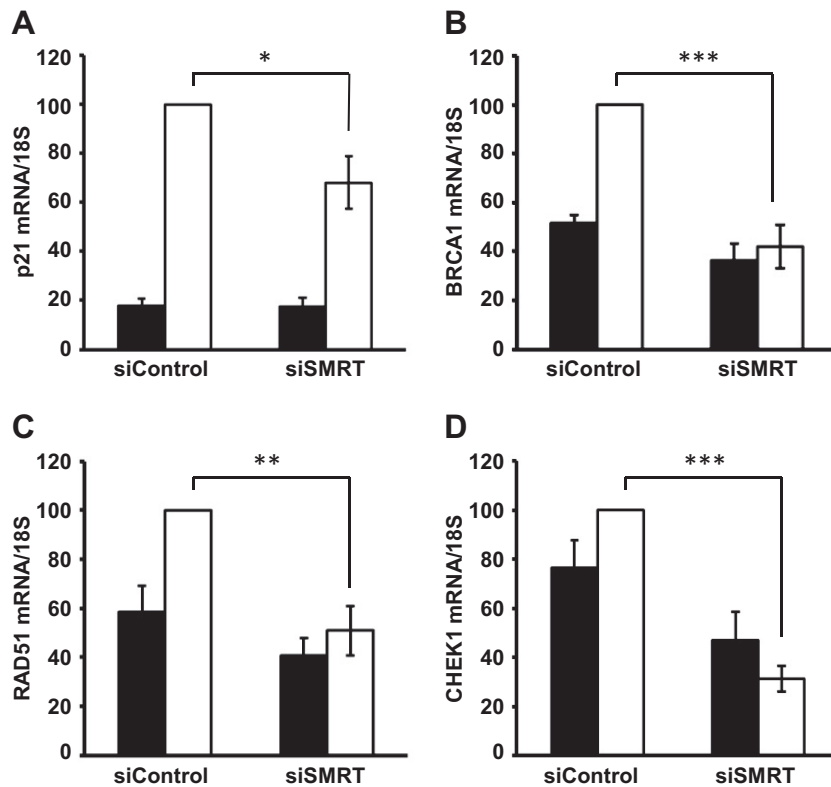 A
p21 mRNA/18S
120
100
80
60
40
20
0
*
siControl
siSMRT
B
BRCA1 mRNA/18S
120
100
80
60
40
20
0
***
siControl
siSMRT
C
RAD51 mRNA/18S
120
100
80
60
40
20
0
**
siControl
siSMRT
D
CHEK1 mRNA/18S
120
100
80
60
40
20
0
***
siControl
siSMRT